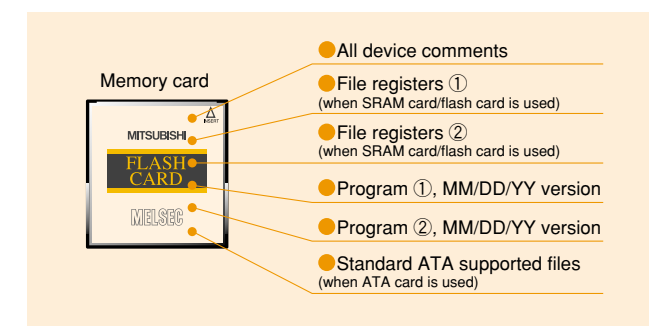 Memory card
INSERT
MITSUBISHI
FLASH
CARD
MELSEC
All device comments
File registers ①
(when SRAM card/flash card is used)
File registers ②
(when SRAM card/flash card is used)
Program ①, MM/DD/YY version
Program ②, MM/DD/YY version
Standard ATA supported files
(when ATA card is used)